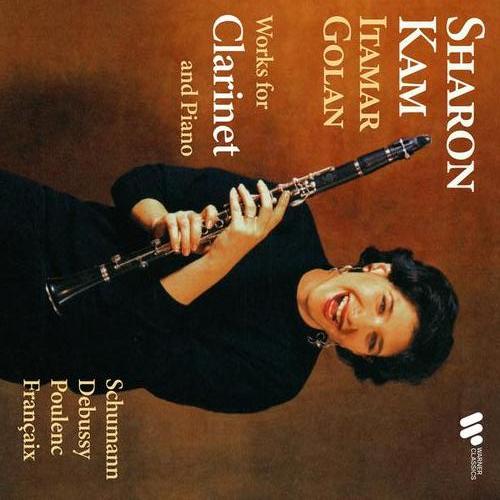 SHARON
KAM
ITAMAR
GOLAN
Works for
Clarinet
and Piano
Schumann
Debussy
Poulenc
Françaix
WARNER
CLASSICS